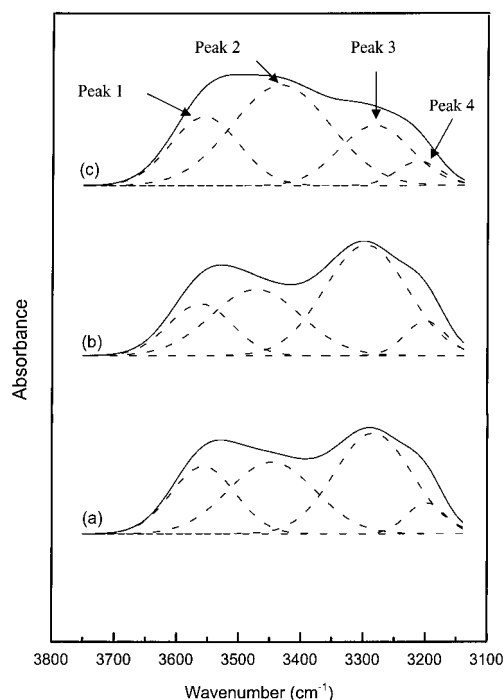 Peak 1
Peak 2
Peak 3
Peak 4
(c)
(b)
(a)
Absorbance
3800 3700 3600 3500 3400 3300 3200 3100
Wavenumber (cm⁻¹)